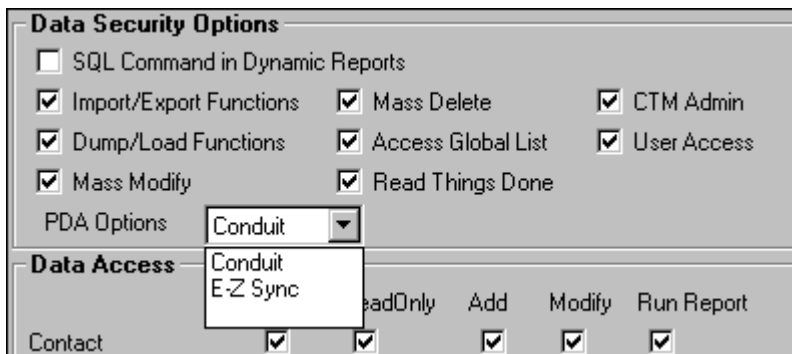 Data Security Options
SQL Command in Dynamic Reports
Import/Export Functions Mass Delete CTM Admin
Dump/Load Functions Access Global List User Access
Mass Modify Read Things Done
PDA Options Conduit
Conduit
E-Z Sync
Data Access
Add Modify Run Report
Contact